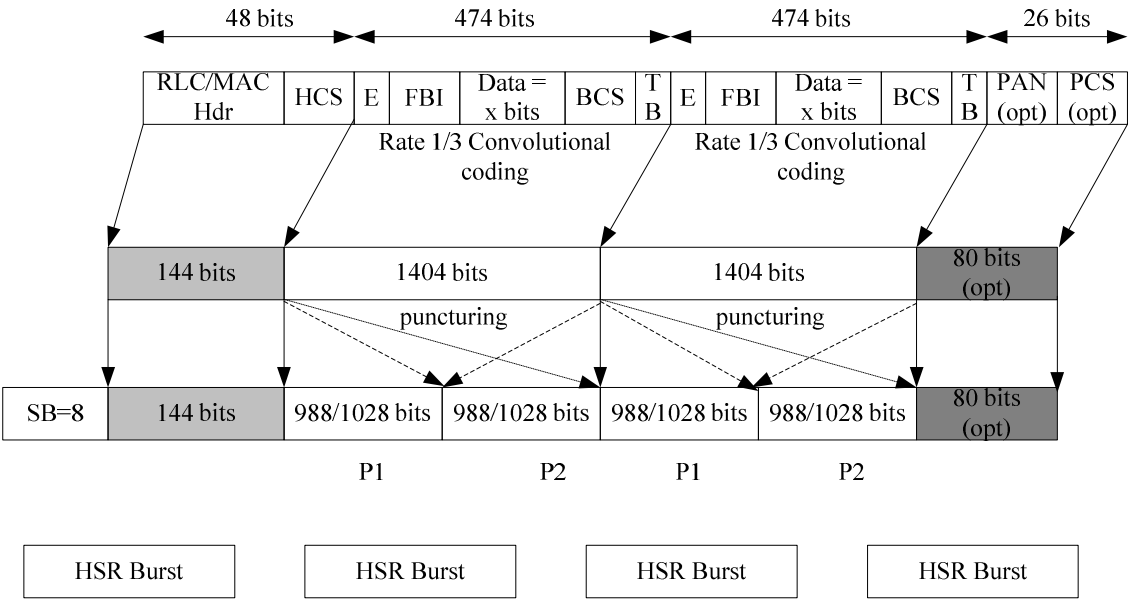 48 bits 474 bits 474 bits 26 bits
RLC/MAC Hdr HCS E FBI Data = x bits BCS T B E FBI Data = x bits BCS T B PAN (opt) PCS (opt)
Rate 1/3 Convolutional coding Rate 1/3 Convolutional coding
144 bits 1404 bits 1404 bits 80 bits (opt)
puncturing puncturing
SB=8 144 bits 988/1028 bits 988/1028 bits 988/1028 bits 988/1028 bits 80 bits (opt)
P1 P2 P1 P2
HSR Burst HSR Burst HSR Burst HSR Burst